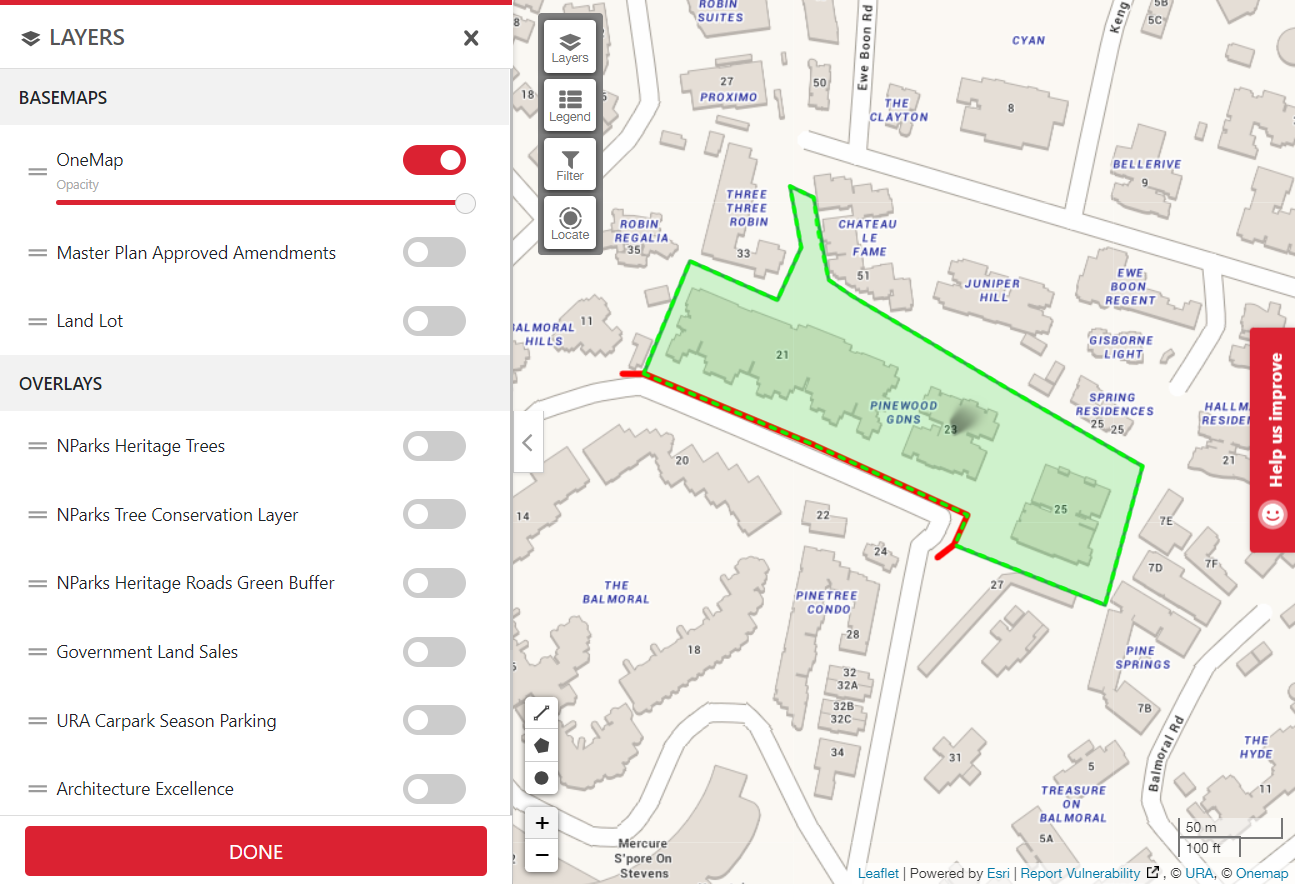 LAYERS
BASEMAPS
OneMap
Opacity
Master Plan Approved Amendments
Land Lot
OVERLAYS
NParks Heritage Trees
NParks Tree Conservation Layer
NParks Heritage Roads Green Buffer
Government Land Sales
URA Carpark Season Parking
Architecture Excellence
DONE
Layers
Legend
Filter
Locate
ROBIN
SUITES
Ewe Boon Rd
Keng
5B
5C
CYAN
8
27
PROXIMO
50
18
THE
CLAYTON
8
BELLERIVE
9
THREE
THREE
ROBIN
33
ROBIN
REGALIA
35
CHATEAU
LE
FAME
51
JUNIPER
HILL
EWE
BOON
REGENT
GISBORNE
LIGHT
ALMORAL
HILLS
11
21
PINEWOOD
GDNS
23
25
SPRING
RESIDENCES
25
25
HALLM
RESIDEN
21
20
14
22
24
THE
BALMORAL
18
PINETREE
CONDO
28
32
32A
32B
32C
34
27
7E
7D
7F
PINE
SPRINGS
7B
Balmoral Rd
THE
HYDE
11
31
5
TREASURE
ON
BALMORAL
5A
Mercure
S'pore On
Stevens
Help us improve
+
−
50 m
100 ft
Leaflet | Powered by Esri | Report Vulnerability , © URA, © Onemap